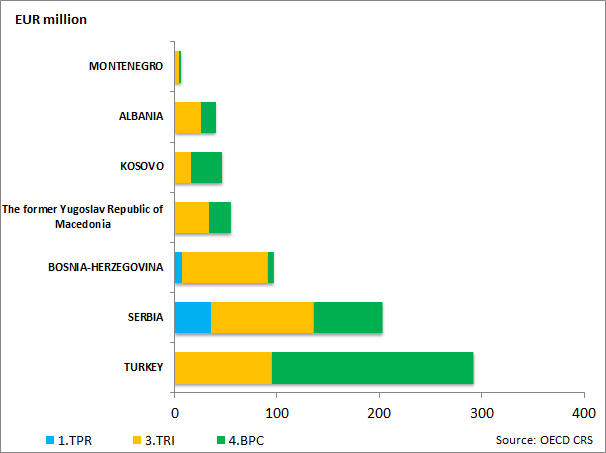 EUR million
MONTENEGRO
ALBANIA
KOSOVO
The former Yugoslav Republic of
Macedonia
BOSNIA-HERZEGOVINA
SERBIA
TURKEY
0 100 200 300 400
1.TPR 3.TRI 4.BPC Source: OECD CRS